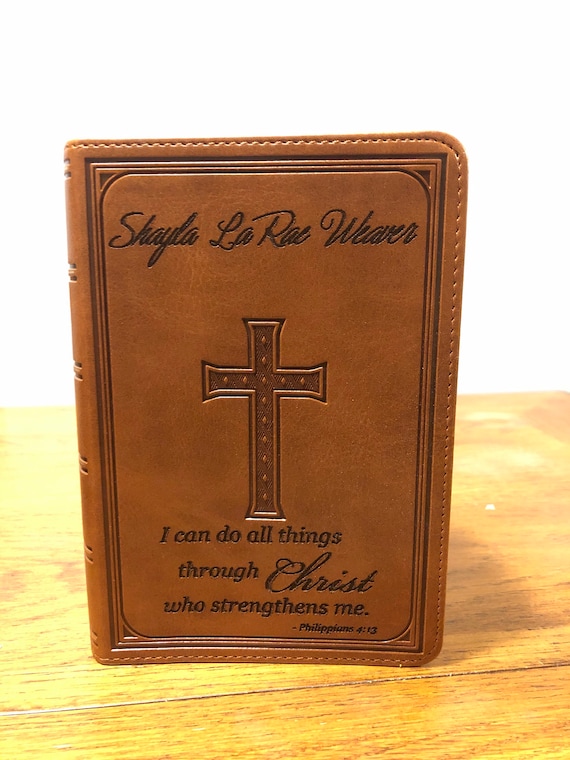 Shayla LaRae Weaver
I can do all things
through Christ
who strengthens me.
- Philippians 4:13